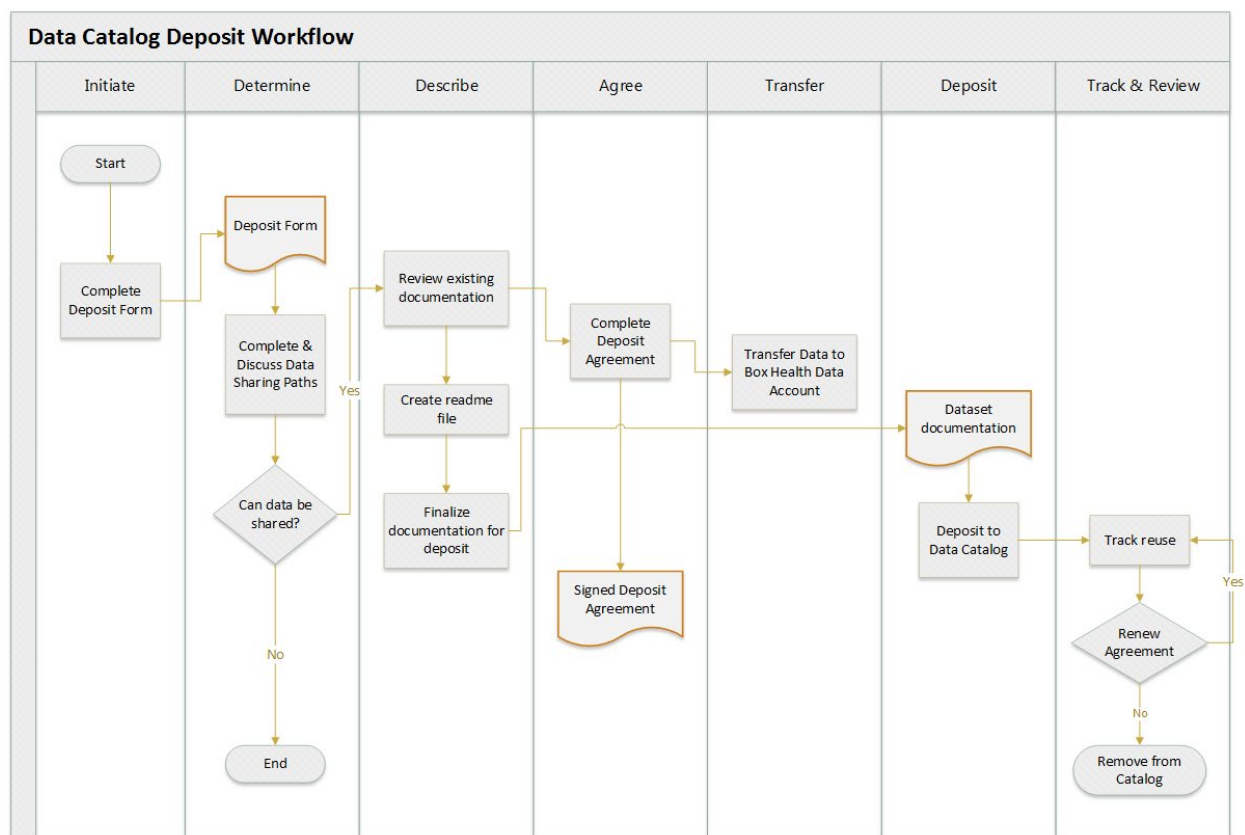 Data Catalog Deposit Workflow
Initiate
Determine
Describe
Agree
Transfer
Deposit
Track & Review
Start
Complete
Deposit Form
Deposit Form
Complete &
Discuss Data
Sharing Paths
Can data be
shared?
Yes
No
End
Review existing
documentation
Create readme
file
Finalize
documentation for
deposit
Complete
Deposit
Agreement
Signed Deposit
Agreement
Transfer Data to
Box Health Data
Account
Dataset
documentation
Deposit to
Data Catalog
Track reuse
Yes
Renew
Agreement
No
Remove from
Catalog